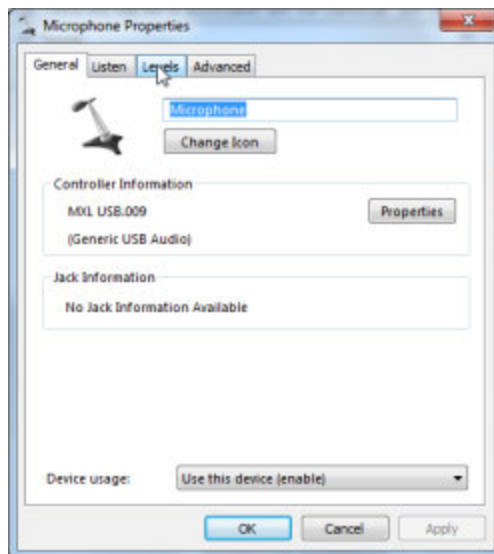 Microphone Properties
General Listen Levels Advanced
Microphone
Change Icon
Controller Information
MXL USB.009
Properties
(Generic USB Audio)
Jack Information
No Jack Information Available
Device usage:
Use this device (enable)
OK Cancel Apply